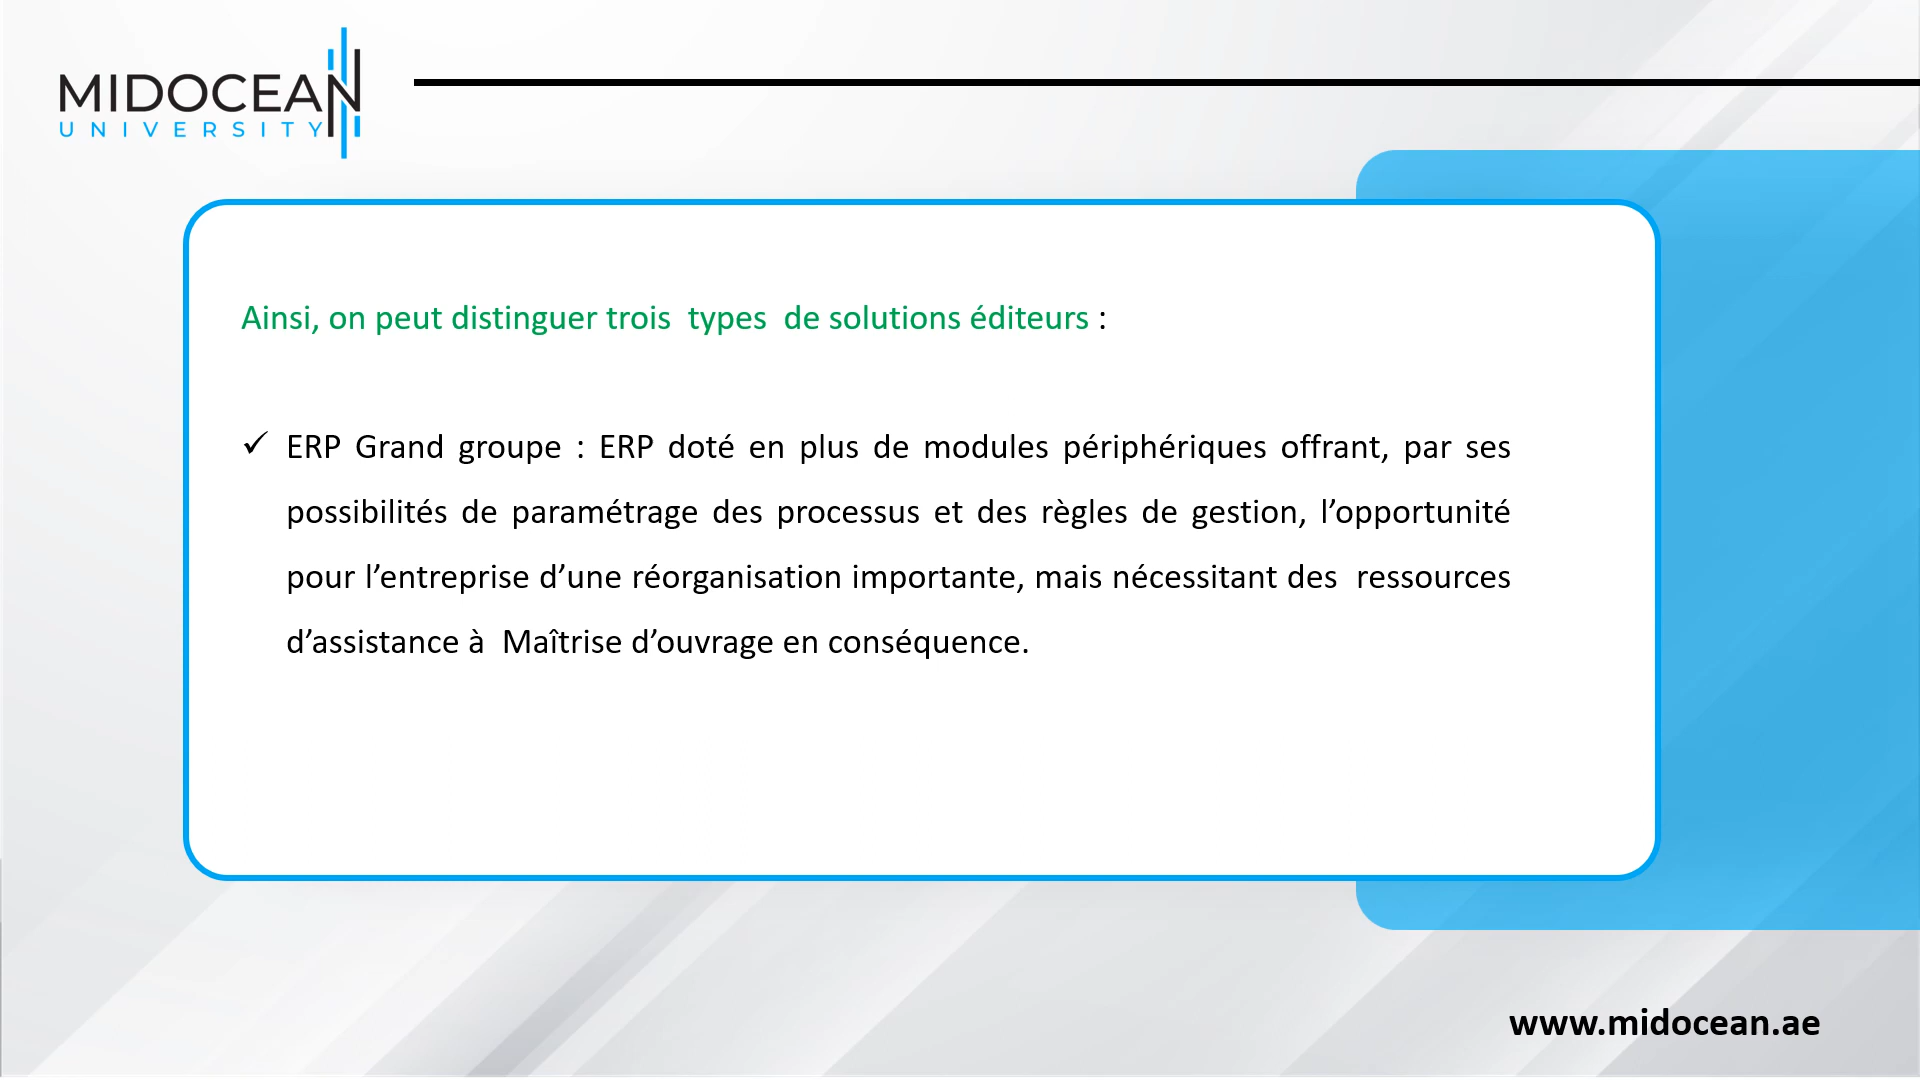 MIDOCEAN
UNIVERSITY
Ainsi, on peut distinguer trois types de solutions éditeurs :
✓ ERP Grand groupe : ERP doté en plus de modules périphériques offrant, par ses
possibilités de paramétrage des processus et des règles de gestion, l’opportunité
pour l’entreprise d’une réorganisation importante, mais nécessitant des ressources
d’assistance à Maîtrise d’ouvrage en conséquence.
www.midocean.ae